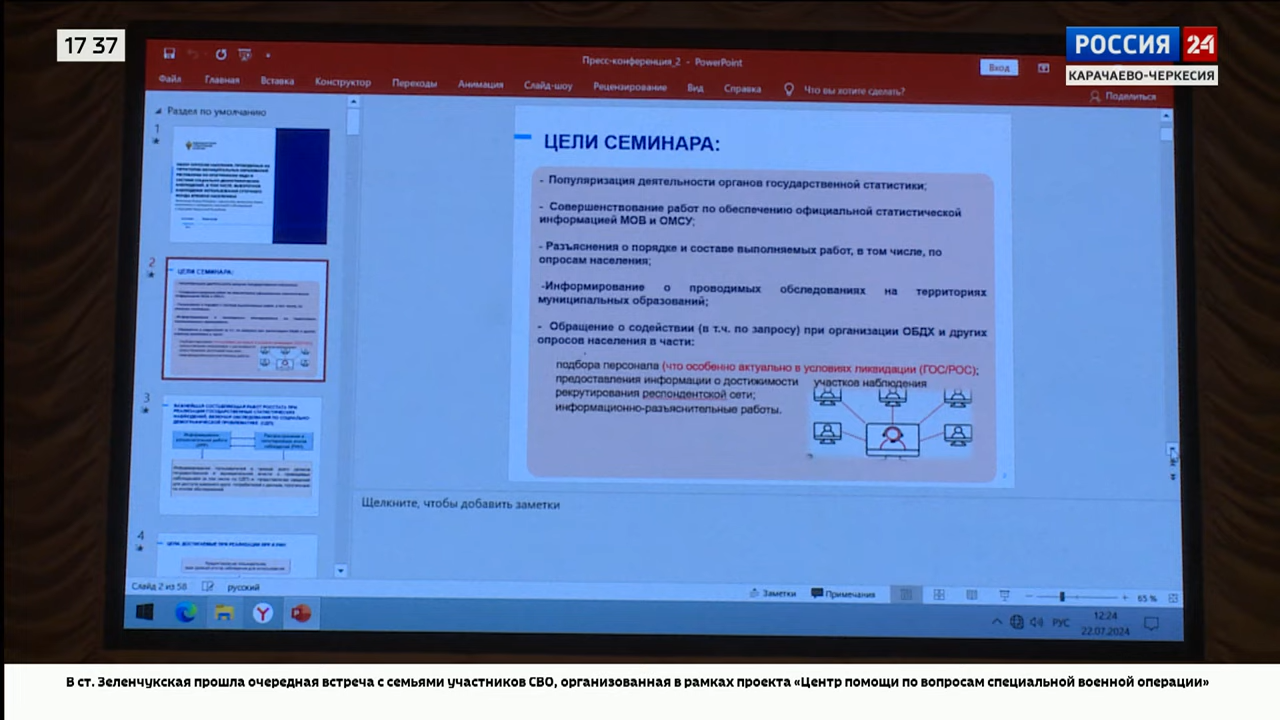 17 37
РОССИЯ 24
КАРАЧАЕВО-ЧЕРКЕСИЯ
Пресс-конференция_2 - PowerPoint
Вход
Файл Главная Вставка Конструктор Переходы Анимация Слайд-шоу Рецензирование Вид Справка Что вы хотите сделать? Поделиться
Раздел по умолчанию
1
2
ЦЕЛИ СЕМИНАРА:
3
4
ЦЕЛИ СЕМИНАРА:
- Популяризация деятельности органов государственной статистики;
- Совершенствование работ по обеспечению официальной статистической
информацией МОВ и ОМСУ;
- Разъяснения о порядке и составе выполняемых работ, в том числе, по
опросам населения;
-Информирование о проводимых обследованиях на территориях
муниципальных образований;
- Обращение о содействии (в т.ч. по запросу) при организации ОБДХ и других
опросов населения в части:
подбора персонала (что особенно актуально в условиях ликвидации (ГОС/РОС);
предоставления информации о достижимости участков наблюдения
рекрутирования респондентской сети;
информационно-разъяснительные работы.
Щелкните, чтобы добавить заметки
Слайд 2 из 58 русский Заметки Примечания 65 %
РУС 12:24
22.07.2024
В ст. Зеленчукская прошла очередная встреча с семьями участников СВО, организованная в рамках проекта «Центр помощи по вопросам специальной военной операции»